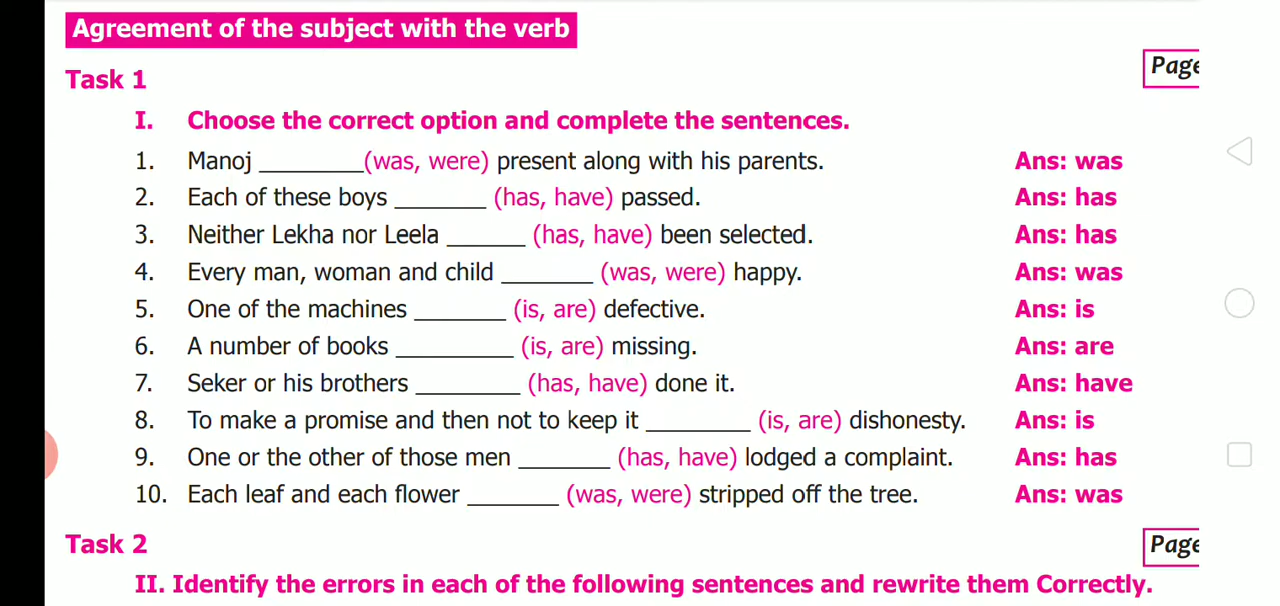 Agreement of the subject with the verb
Page
Task 1
I. Choose the correct option and complete the sentences.
1. Manoj ________(was, were) present along with his parents. Ans: was
2. Each of these boys _______ (has, have) passed. Ans: has
3. Neither Lekha nor Leela ______ (has, have) been selected. Ans: has
4. Every man, woman and child _______ (was, were) happy. Ans: was
5. One of the machines _______ (is, are) defective. Ans: is
6. A number of books _________ (is, are) missing. Ans: are
7. Seker or his brothers ________ (has, have) done it. Ans: have
8. To make a promise and then not to keep it ________ (is, are) dishonesty. Ans: is
9. One or the other of those men _______ (has, have) lodged a complaint. Ans: has
10. Each leaf and each flower _______ (was, were) stripped off the tree. Ans: was
Task 2
Page
II. Identify the errors in each of the following sentences and rewrite them Correctly.